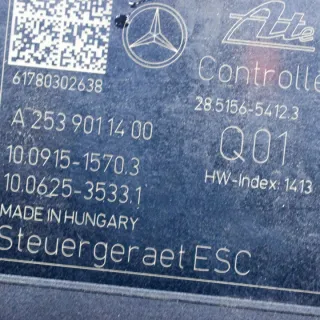 Ate
Controlle
61780302638
28.5156-5412.3
A 253 901 14 00
Q01
10.0915-1570.3
HW-Index: 1413
10.0625-3533.1
MADE IN HUNGARY
Steuergeraet ESC